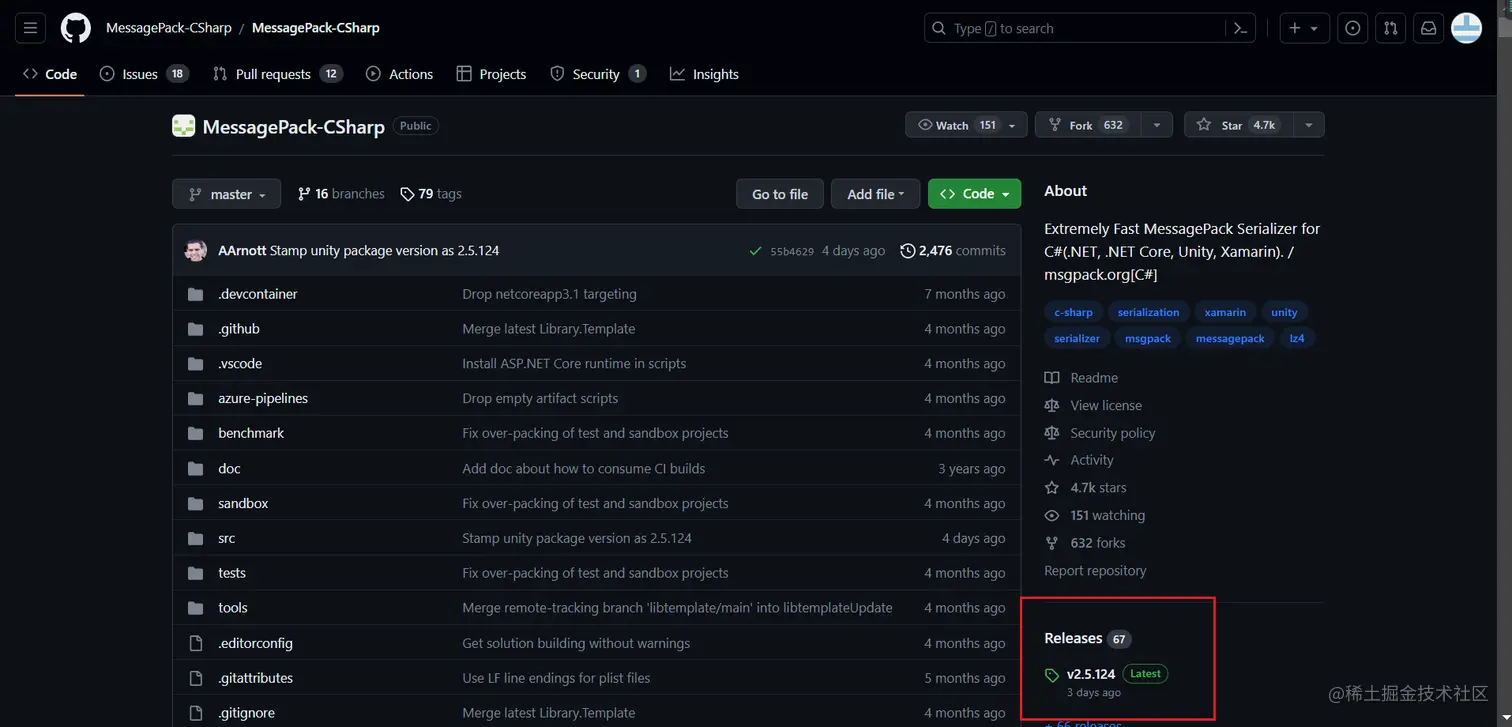 MessagePack-CSharp / MessagePack-CSharp
Type / to search
Code
Issues 18
Pull requests 12
Actions
Projects
Security 1
Insights
MessagePack-CSharp Public
Watch 151
Fork 632
Star 4.7k
master
16 branches
79 tags
Go to file
Add file
Code
AArnott Stamp unity package version as 2.5.124
55b4629 4 days ago
2,476 commits
.devcontainer Drop netcoreapp3.1 targeting 7 months ago
.github Merge latest Library.Template 4 months ago
.vscode Install ASP.NET Core runtime in scripts 4 months ago
azure-pipelines Drop empty artifact scripts 4 months ago
benchmark Fix over-packing of test and sandbox projects 4 months ago
doc Add doc about how to consume CI builds 3 years ago
sandbox Fix over-packing of test and sandbox projects 4 months ago
src Stamp unity package version as 2.5.124 4 days ago
tests Fix over-packing of test and sandbox projects 4 months ago
tools Merge remote-tracking branch 'libtemplate/main' into libtemplateUpdate 4 months ago
.editorconfig Get solution building without warnings 4 months ago
.gitattributes Use LF line endings for plist files 5 months ago
.gitignore Merge latest Library.Template 4 months ago
About
Extremely Fast MessagePack Serializer for
C#(.NET, .NET Core, Unity, Xamarin). /
msgpack.org[C#]
c-sharp serialization xamarin unity
serializer msgpack messagepack lz4
Readme
View license
Security policy
Activity
4.7k stars
151 watching
632 forks
Report repository
Releases 67
v2.5.124 Latest
3 days ago
+ 66 releases
@稀土掘金技术社区